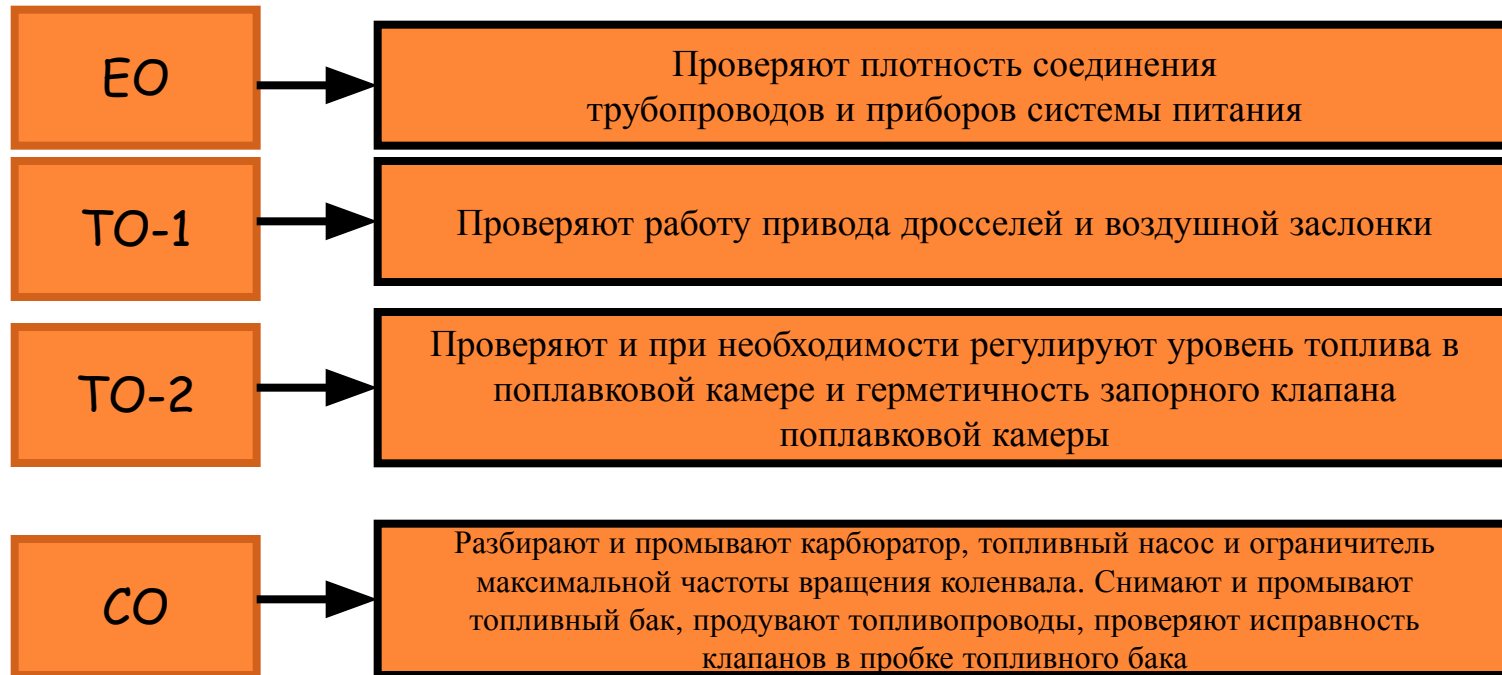 ЕО
Проверяют плотность соединения
трубопроводов и приборов системы питания
ТО-1
Проверяют работу привода дросселей и воздушной заслонки
ТО-2
Проверяют и при необходимости регулируют уровень топлива в
поплавковой камере и герметичность запорного клапана
поплавковой камеры
СО
Разбирают и промывают карбюратор, топливный насос и ограничитель
максимальной частоты вращения коленвала. Снимают и промывают
топливный бак, продувают топливопроводы, проверяют исправность
клапанов в пробке топливного бака